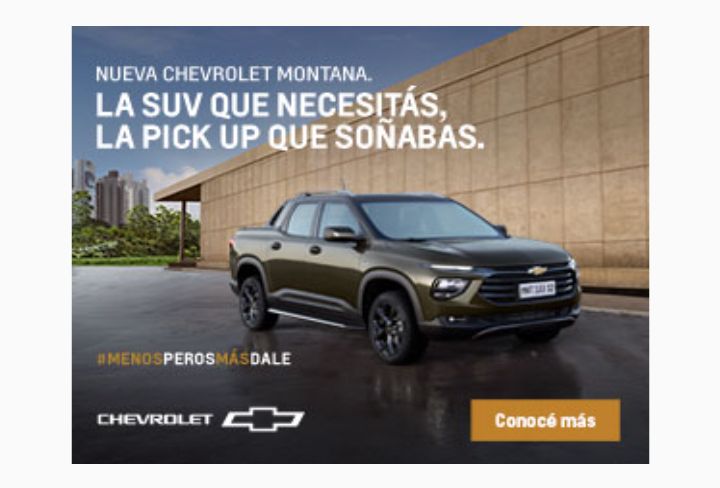 NUEVA CHEVROLET MONTANA.
LA SUV QUE NECESITÁS,
LA PICK UP QUE SOÑABAS.
#MENOSPEROSMÁSDALE
CHEVROLET
Conocé más